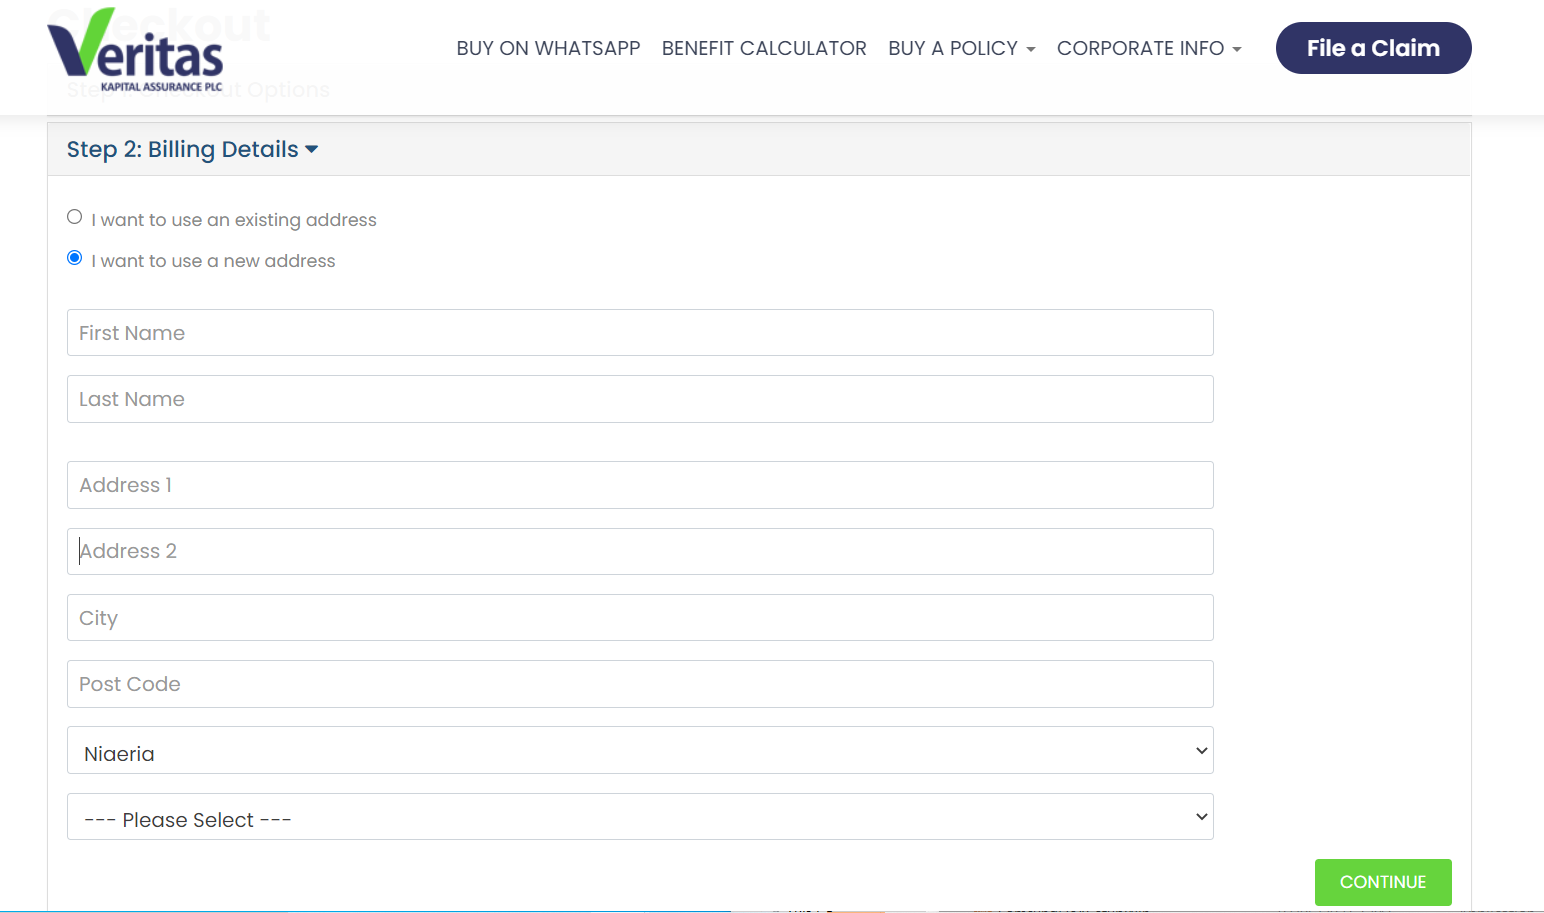 Checkout
Veritas
KAPITAL ASSURANCE PLC
BUY ON WHATSAPP
BENEFIT CALCULATOR
BUY A POLICY
CORPORATE INFO
File a Claim
Step 2: Billing Details
I want to use an existing address
I want to use a new address
First Name
Last Name
Address 1
Address 2
City
Post Code
Nigeria
--- Please Select ---
CONTINUE